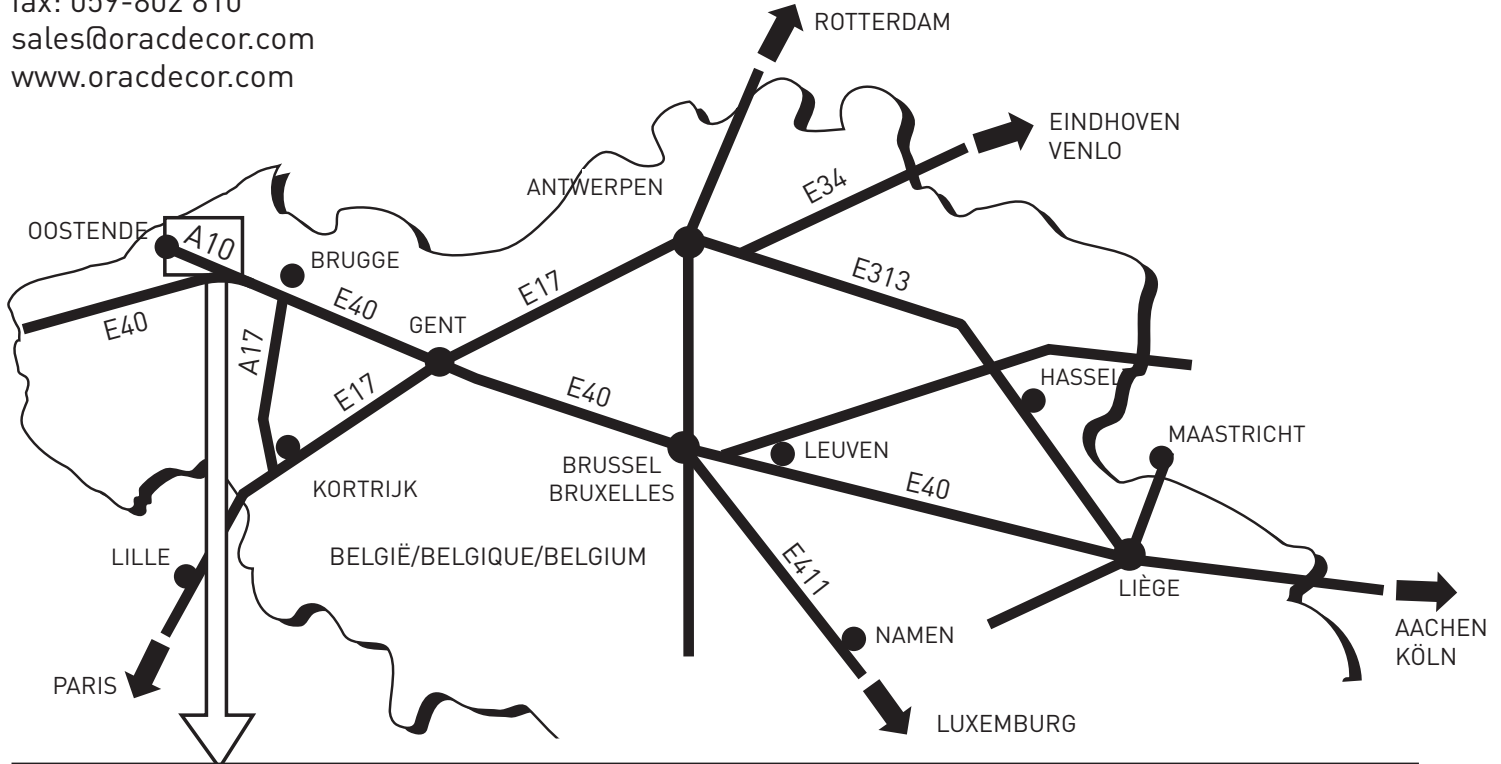 fax: 059-802 810
sales@oracdecor.com
www.oracdecor.com
ROTTERDAM
EINDHOVEN
VENLO
ANTWERPEN
E34
OOSTENDE
A10
BRUGGE
E17
E313
E40
E40
GENT
A17
E17
E40
HASSELT
MAASTRICHT
BRUSSEL
BRUXELLES
LEUVEN
E40
KORTRIJK
LILLE
BELGIË/BELGIQUE/BELGIUM
E411
LIÈGE
NAMEN
AACHEN
KÖLN
PARIS
LUXEMBURG